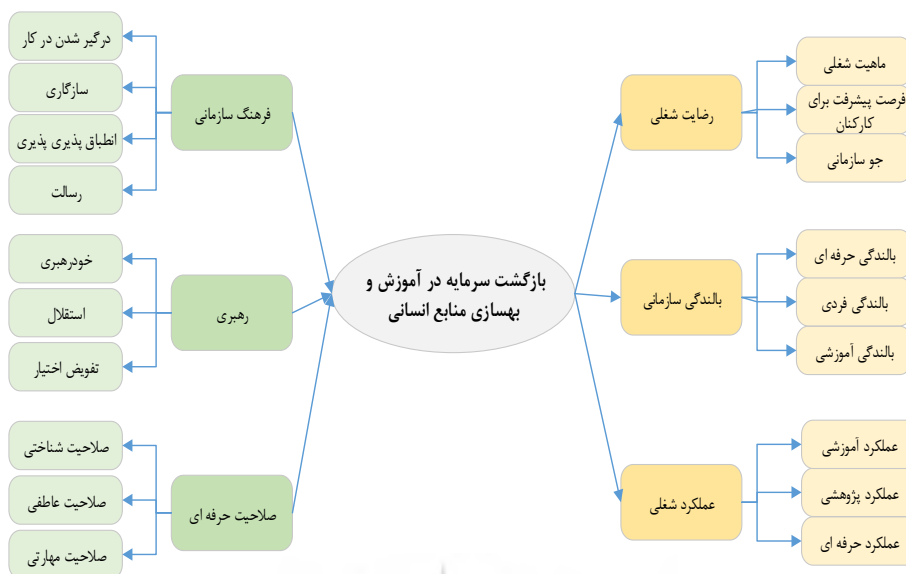 ماهیت شغلی
فرصت پیشرفت برای
کارکنان
جو سازمانی
رضایت شغلی
بالندگی حرفه ای
بالندگی فردی
بالندگی آموزشی
بالندگی سازمانی
عملکرد آموزشی
عملکرد پژوهشی
عملکرد حرفه ای
عملکرد شغلی
بازگشت سرمایه در آموزش و
بهسازی منابع انسانی
فرهنگ سازمانی
درگیر شدن در کار
سازگاری
انطباق پذیری پذیری
رسالت
رهبری
خودرهبری
استقلال
تفویض اختیار
صلاحیت حرفه ای
صلاحیت شناختی
صلاحیت عاطفی
صلاحیت مهارتی